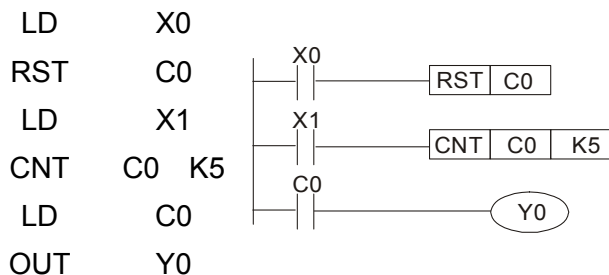 LD X0
RST C0
LD X1
CNT C0 K5
LD C0
OUT Y0
X0
RST C0
X1
CNT C0 K5
C0
Y0